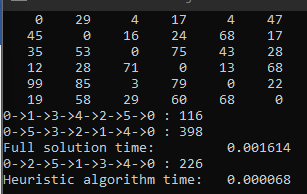 0 29 4 17 4 47
45 0 16 24 68 17
35 53 0 75 43 28
12 28 71 0 13 68
99 85 3 79 0 22
19 58 29 60 68 0
0->1->3->4->2->5->0 : 116
0->5->3->2->1->4->0 : 398
Full solution time: 0.001614
0->2->5->1->3->4->0 : 226
Heuristic algorithm time: 0.000068